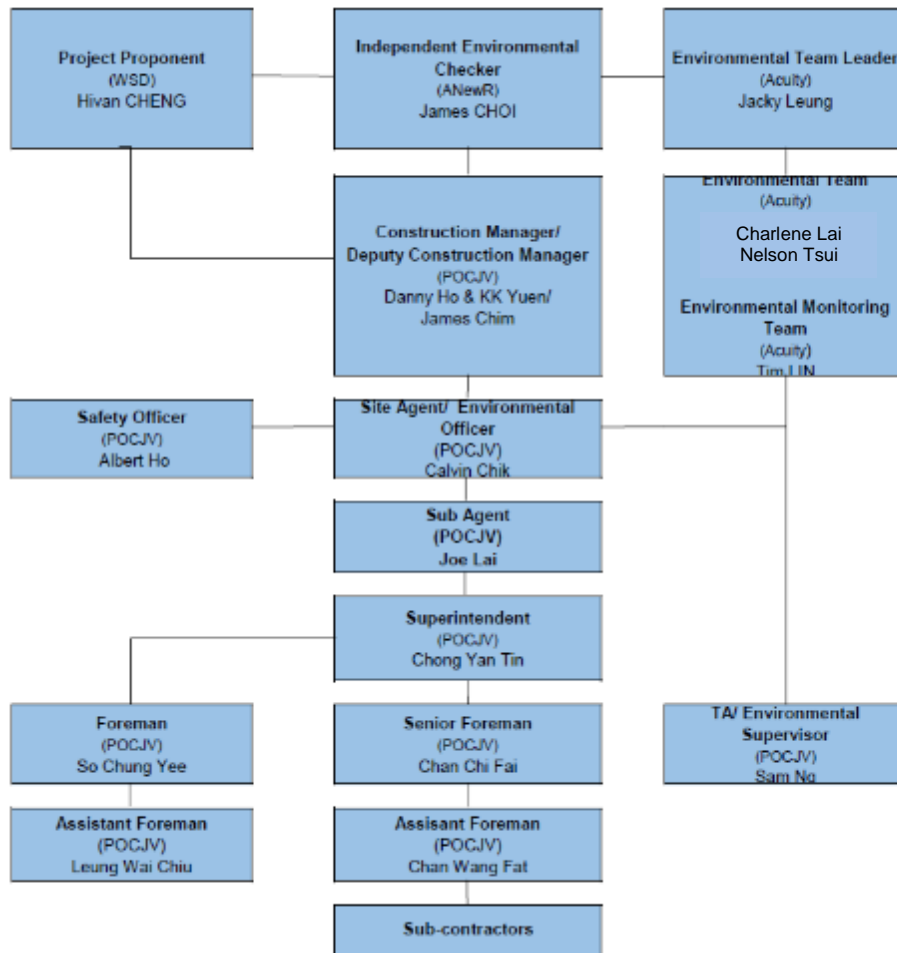 Project Proponent
(WSD)
Hivan CHENG
Independent Environmental
Checker
(ANewR)
James CHOI
Environmental Team Leader
(Acuity)
Jacky Leung
Construction Manager/
Deputy Construction Manager
(POCJV)
Danny Ho & KK Yuen/
James Chim
Environmental Team
(Acuity)
Charlene Lai
Nelson Tsui
Environmental Monitoring
Team
(Acuity)
Tim LIN
Safety Officer
(POCJV)
Albert Ho
Site Agent/ Environmental
Officer
(POCJV)
Calvin Chik
Sub Agent
(POCJV)
Joe Lai
Superintendent
(POCJV)
Chong Yan Tin
Foreman
(POCJV)
So Chung Yee
Senior Foreman
(POCJV)
Chan Chi Fai
TA/ Environmental
Supervisor
(POCJV)
Sam Ng
Assistant Foreman
(POCJV)
Leung Wai Chiu
Assisant Foreman
(POCJV)
Chan Wang Fat
Sub-contractors